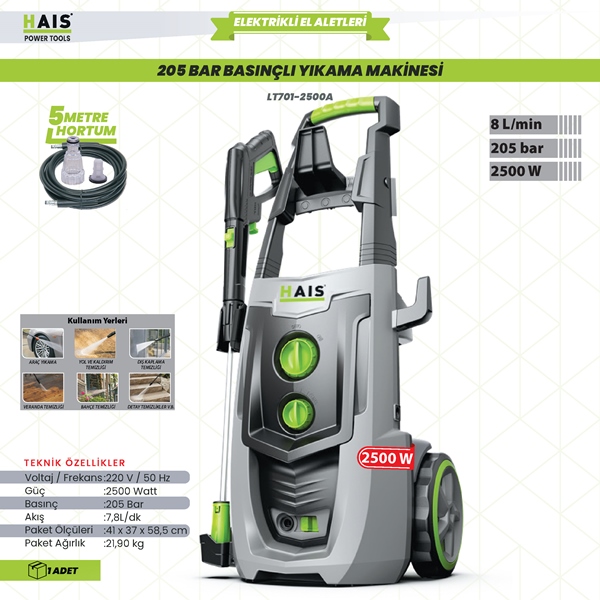 HAIS
POWER TOOLS
ELEKTRİKLİ EL ALETLERİ
205 BAR BASINÇLI YIKAMA MAKİNESİ
LT701-2500A
5 METRE
HORTUM
8 L/min
205 bar
2500 W
HAIS
Kullanım Yerleri
ARAÇ YIKAMA
YOL VE KALDIRIM TEMİZLİĞİ
DIŞ KAPLAMA TEMİZLİĞİ
VERANDA TEMİZLİĞİ
BAHÇE TEMİZLİĞİ
DETAY TEMİZLİKLER V.B.
2500 W
TEKNİK ÖZELLİKLER
Voltaj / Frekans :220 V / 50 Hz
Güç :2500 Watt
Basınç :205 Bar
Akış :7,8L/dk
Paket Ölçüleri :41 x 37 x 58,5 cm
Paket Ağırlık :21,90 kg
1 ADET